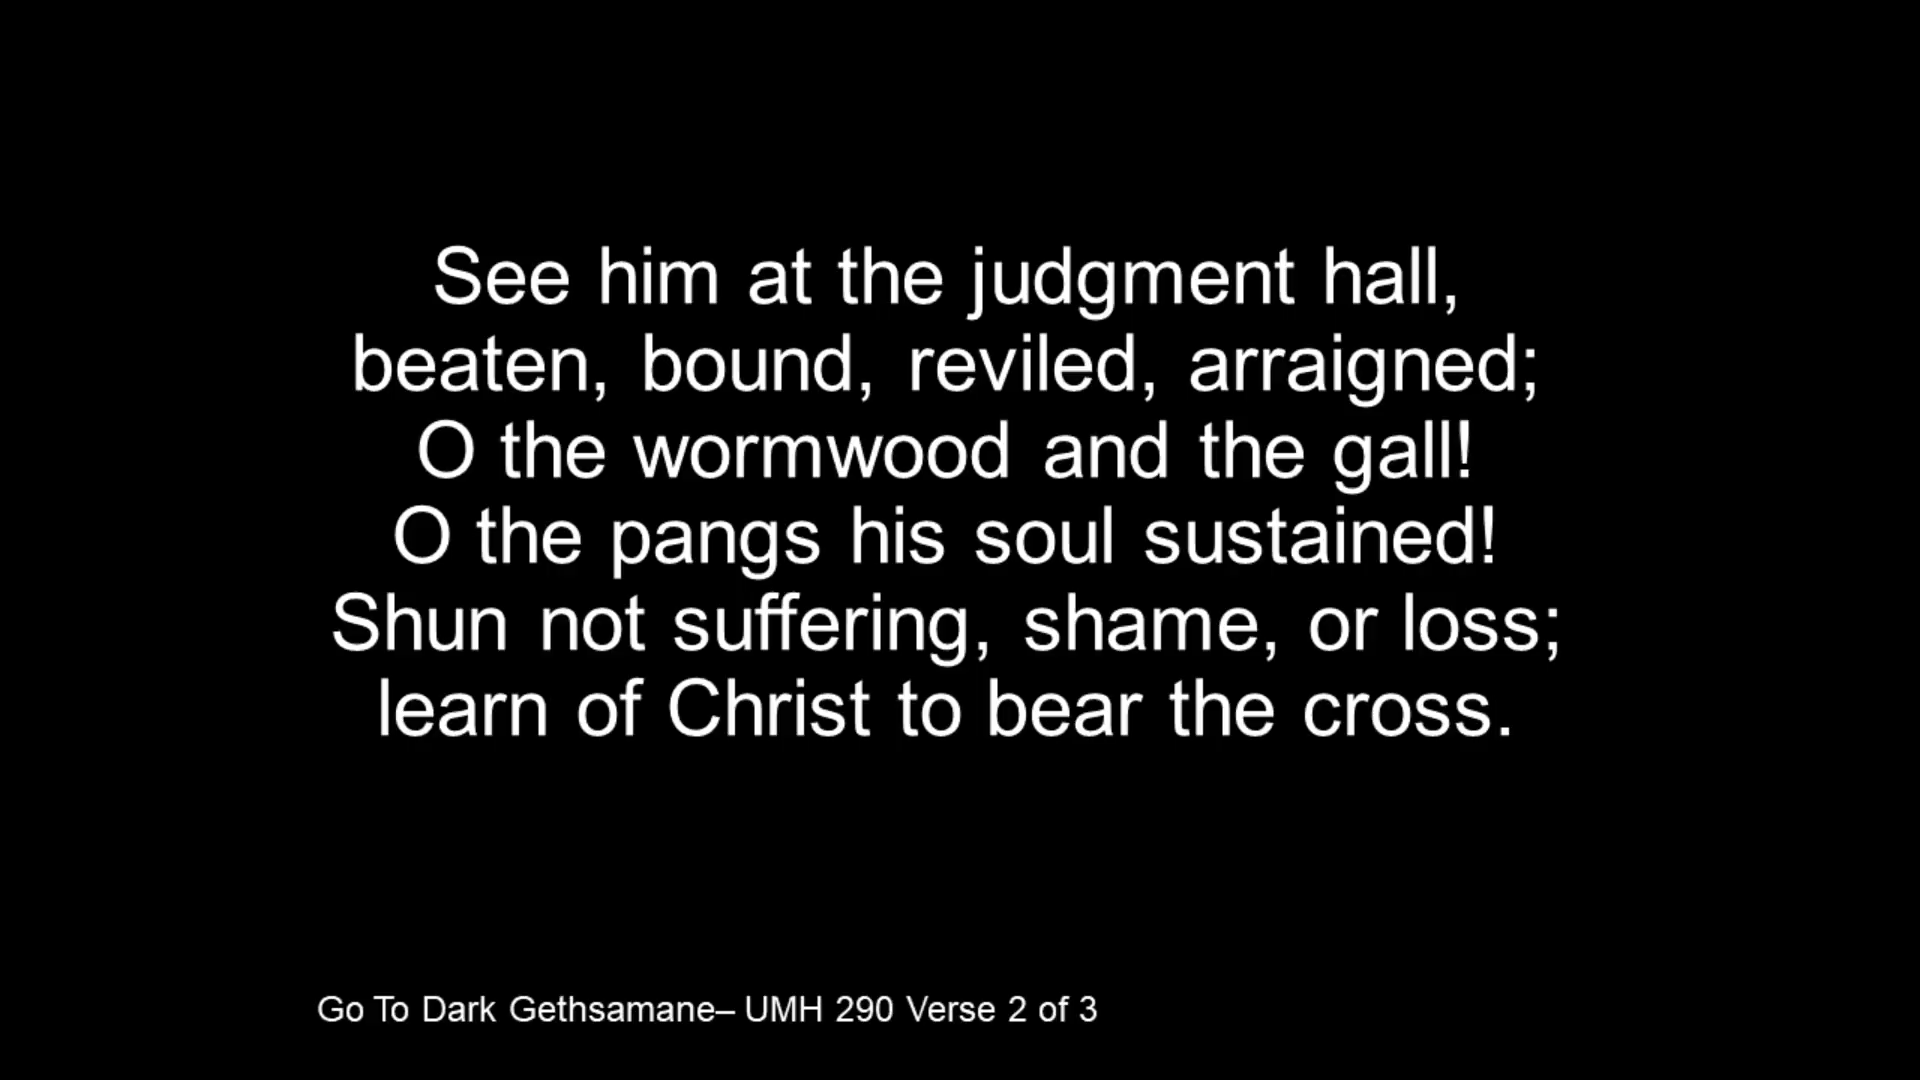 See him at the judgment hall,
beaten, bound, reviled, arraigned;
O the wormwood and the gall!
O the pangs his soul sustained!
Shun not suffering, shame, or loss;
learn of Christ to bear the cross.
Go To Dark Gethsamane– UMH 290 Verse 2 of 3